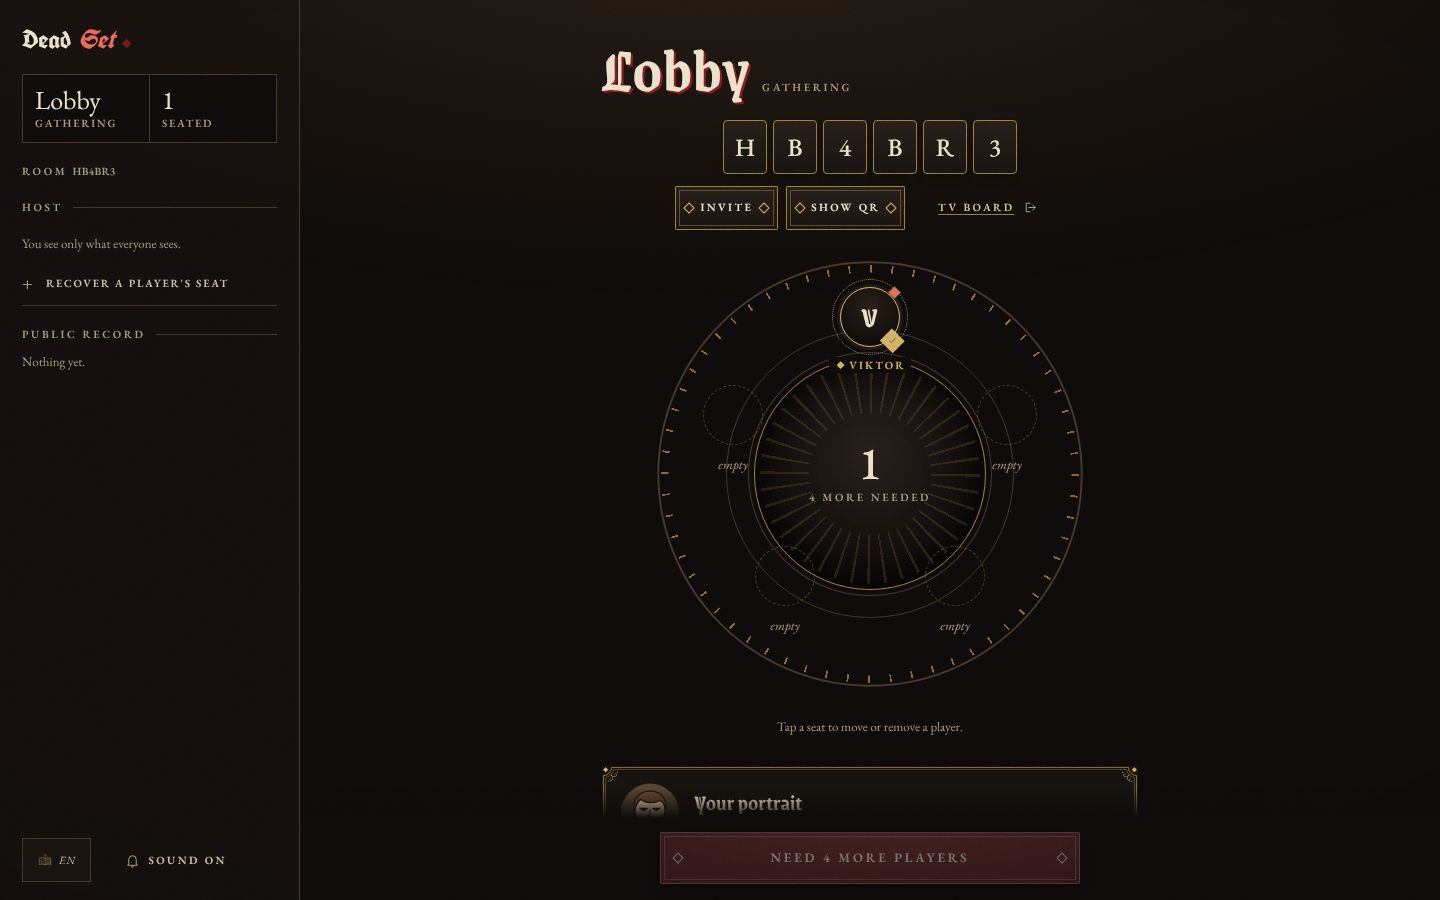 Dead Set
Lobby
GATHERING
1
SEATED
ROOM HB4BR3
HOST
You see only what everyone sees.
RECOVER A PLAYER'S SEAT
PUBLIC RECORD
Nothing yet.
EN
SOUND ON
Lobby GATHERING
H B 4 B R 3
INVITE
SHOW QR
TV BOARD
V
VIKTOR
empty
empty
1
4 MORE NEEDED
empty
empty
Tap a seat to move or remove a player.
Your portrait
NEED 4 MORE PLAYERS